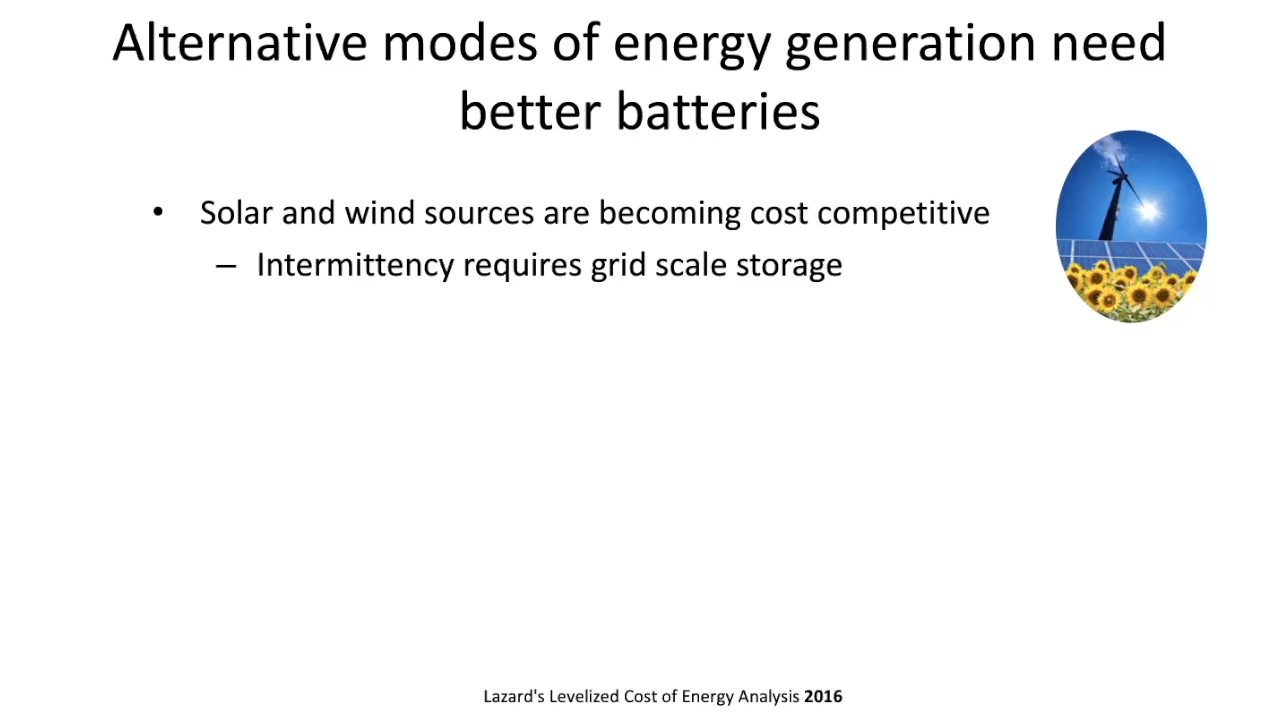 Alternative modes of energy generation need
better batteries
• Solar and wind sources are becoming cost competitive
– Intermittency requires grid scale storage
Lazard's Levelized Cost of Energy Analysis 2016